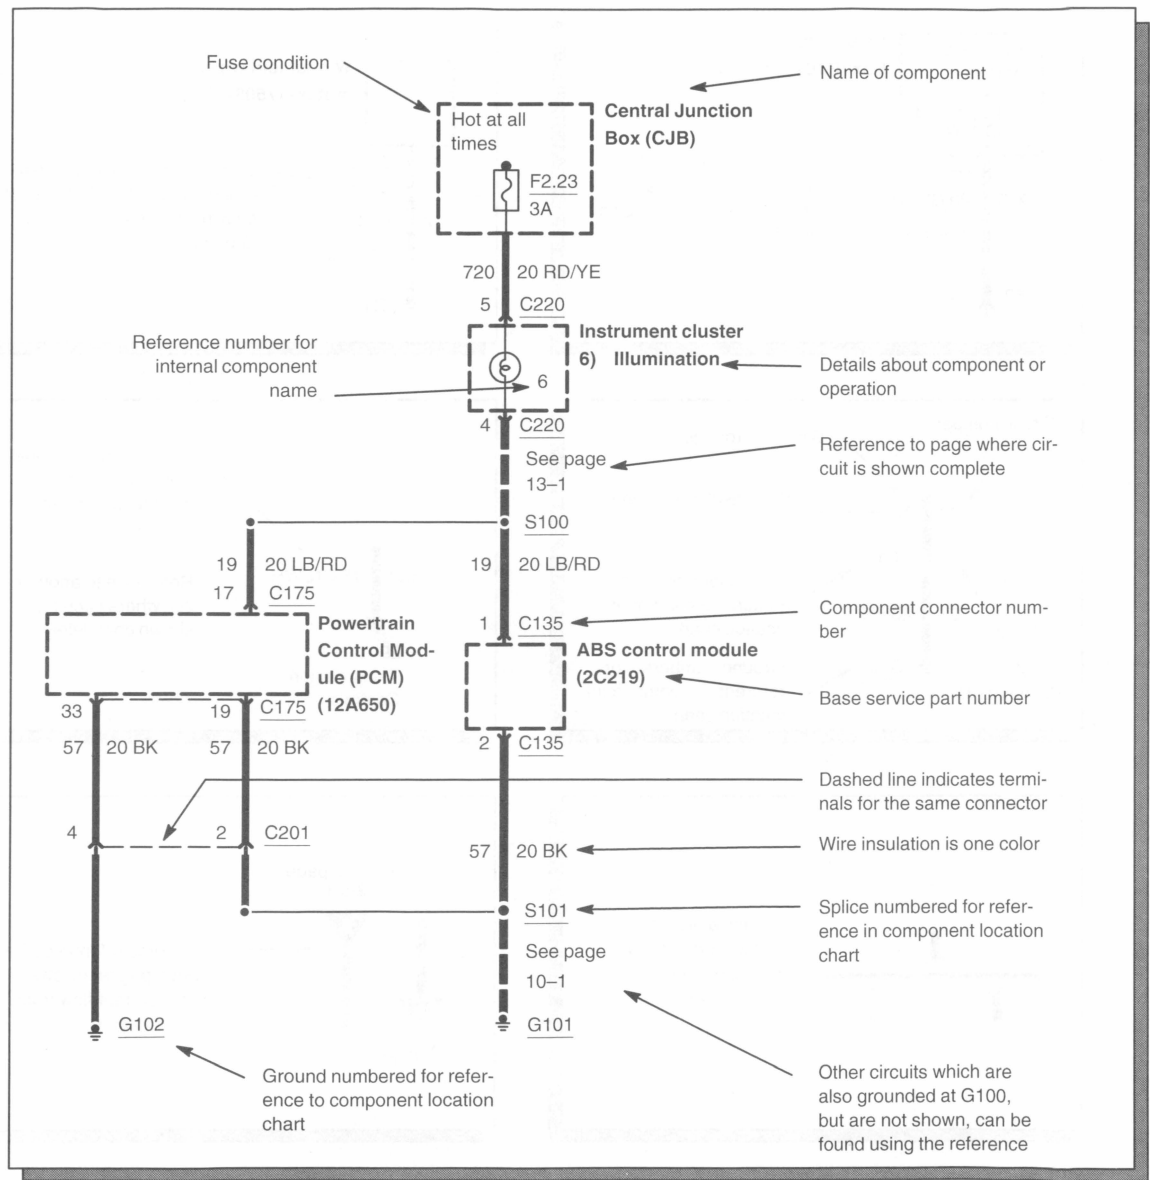 Fuse condition
Name of component
Hot at all
times
Central Junction
Box (CJB)
F2.23
3A
720 20 RD/YE
5 C220
Reference number for
internal component
name
Instrument cluster
6) Illumination
6
Details about component or
operation
4 C220
See page
13–1
Reference to page where cir-
cuit is shown complete
S100
19 20 LB/RD
17 C175
19 20 LB/RD
1 C135
Component connector num-
ber
Powertrain
Control Mod-
ule (PCM)
(12A650)
ABS control module
(2C219)
Base service part number
33 19 C175
57 20 BK 57 20 BK
2 C135
Dashed line indicates termi-
nals for the same connector
4 2 C201
57 20 BK
Wire insulation is one color
S101
See page
10–1
Splice numbered for refer-
ence in component location
chart
G102
G101
Ground numbered for refer-
ence to component location
chart
Other circuits which are
also grounded at G100,
but are not shown, can be
found using the reference